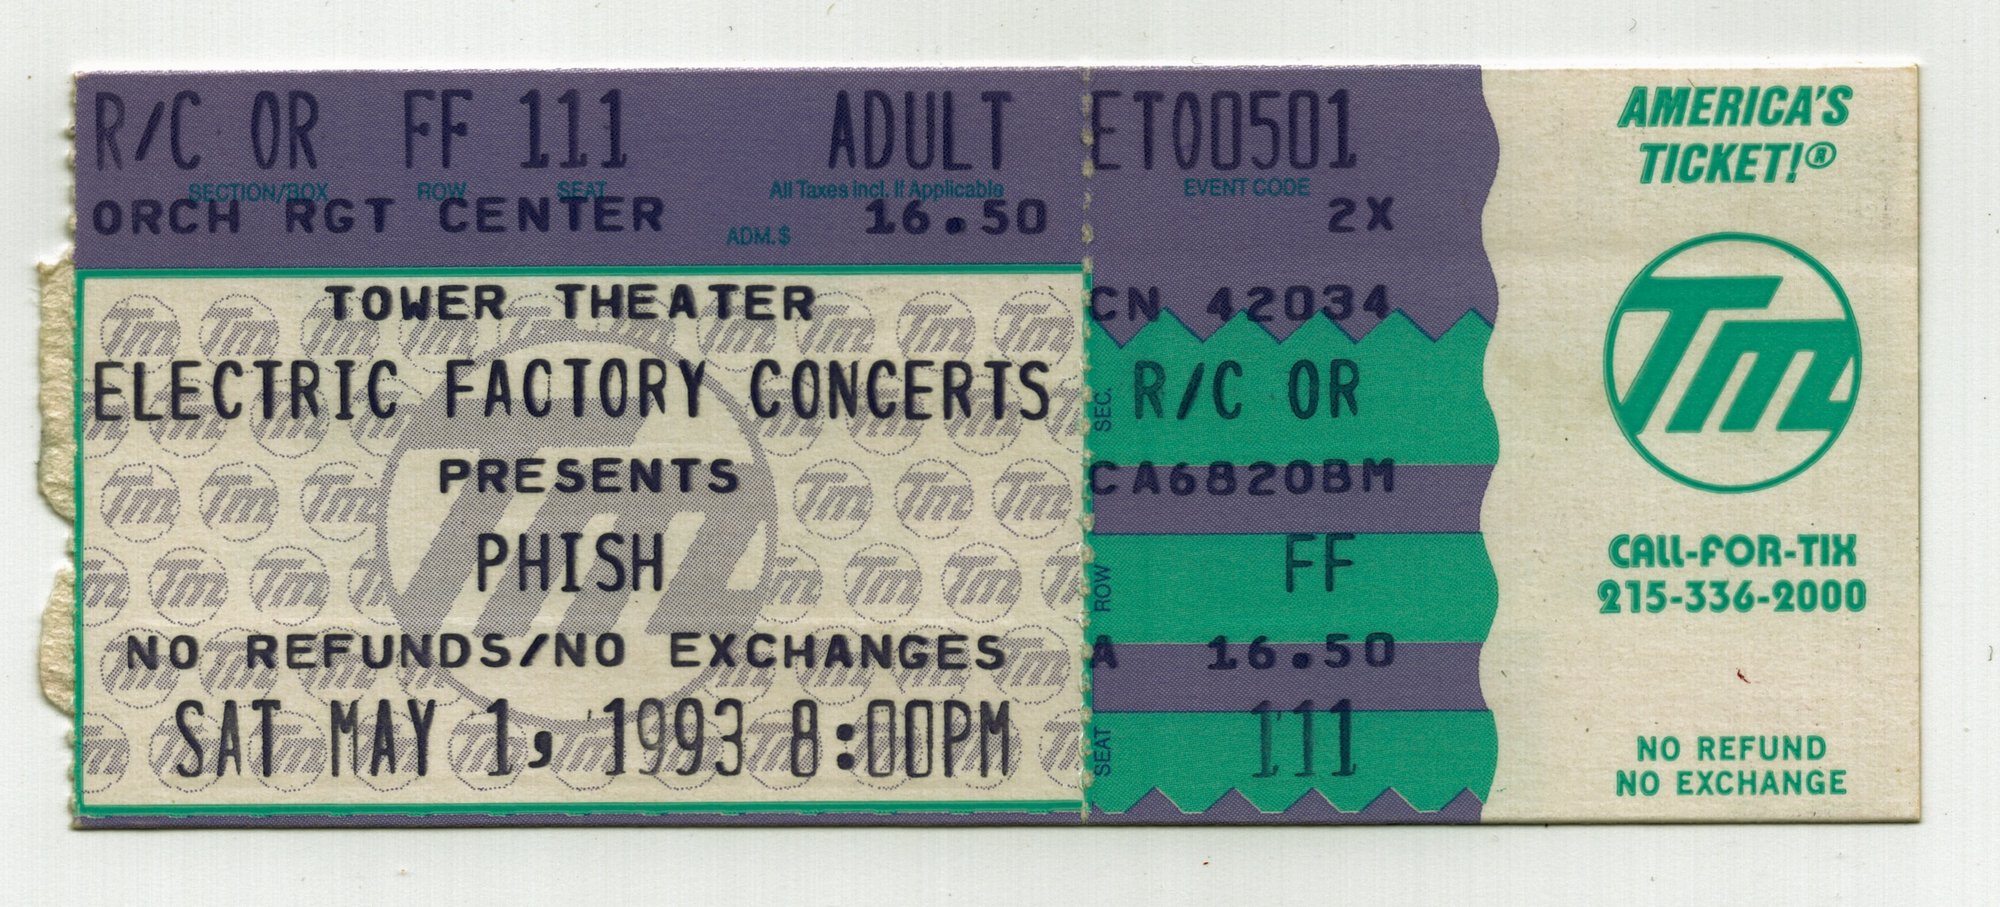 R/C OR FF 111 ADULT
SECTION/BOX ROW SEAT All Taxes incl. If Applicable
ORCH RGT CENTER ADM.$ 16.50
TOWER THEATER
ELECTRIC FACTORY CONCERTS
PRESENTS
PHISH
NO REFUNDS/NO EXCHANGES
SAT MAY 1, 1993 8:00PM
ET00501
EVENT CODE
2X
CN 42034
SEC. R/C OR
CA6820BM
ROW FF
A 16.50
SEAT 111
AMERICA'S
TICKET!®
TM
CALL-FOR-TIX
215-336-2000
NO REFUND
NO EXCHANGE